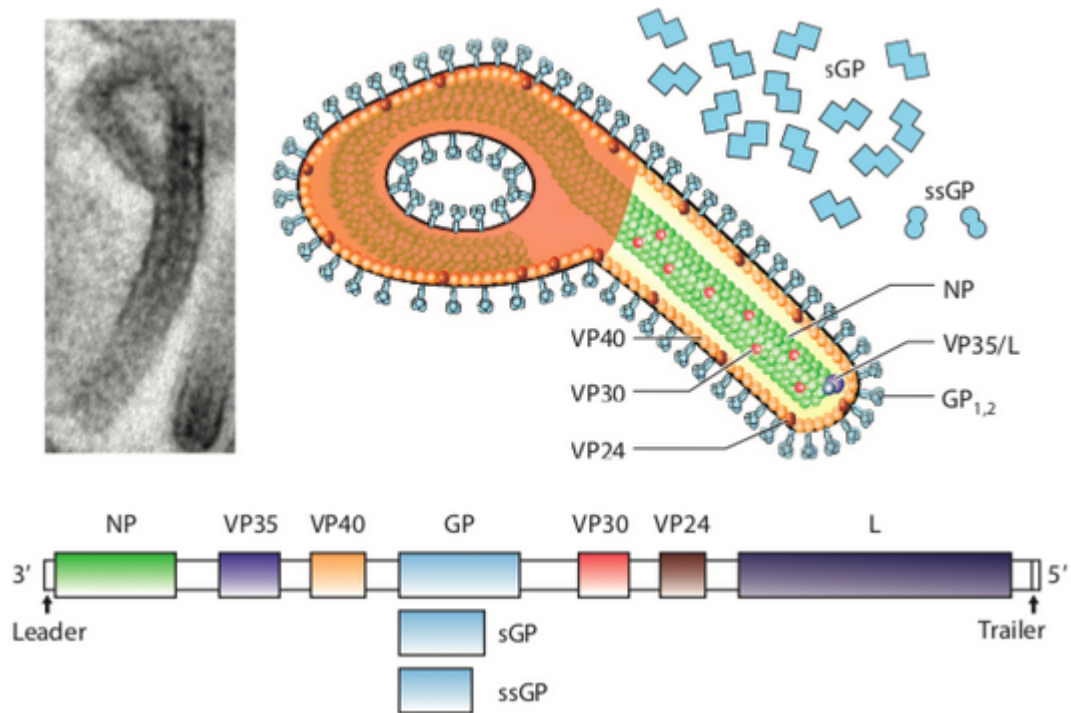 sGP
ssGP
NP
VP40
VP35/L
VP30
GP1,2
VP24
NP VP35 VP40 GP VP30 VP24 L
3′ 5′
Leader Trailer
sGP
ssGP